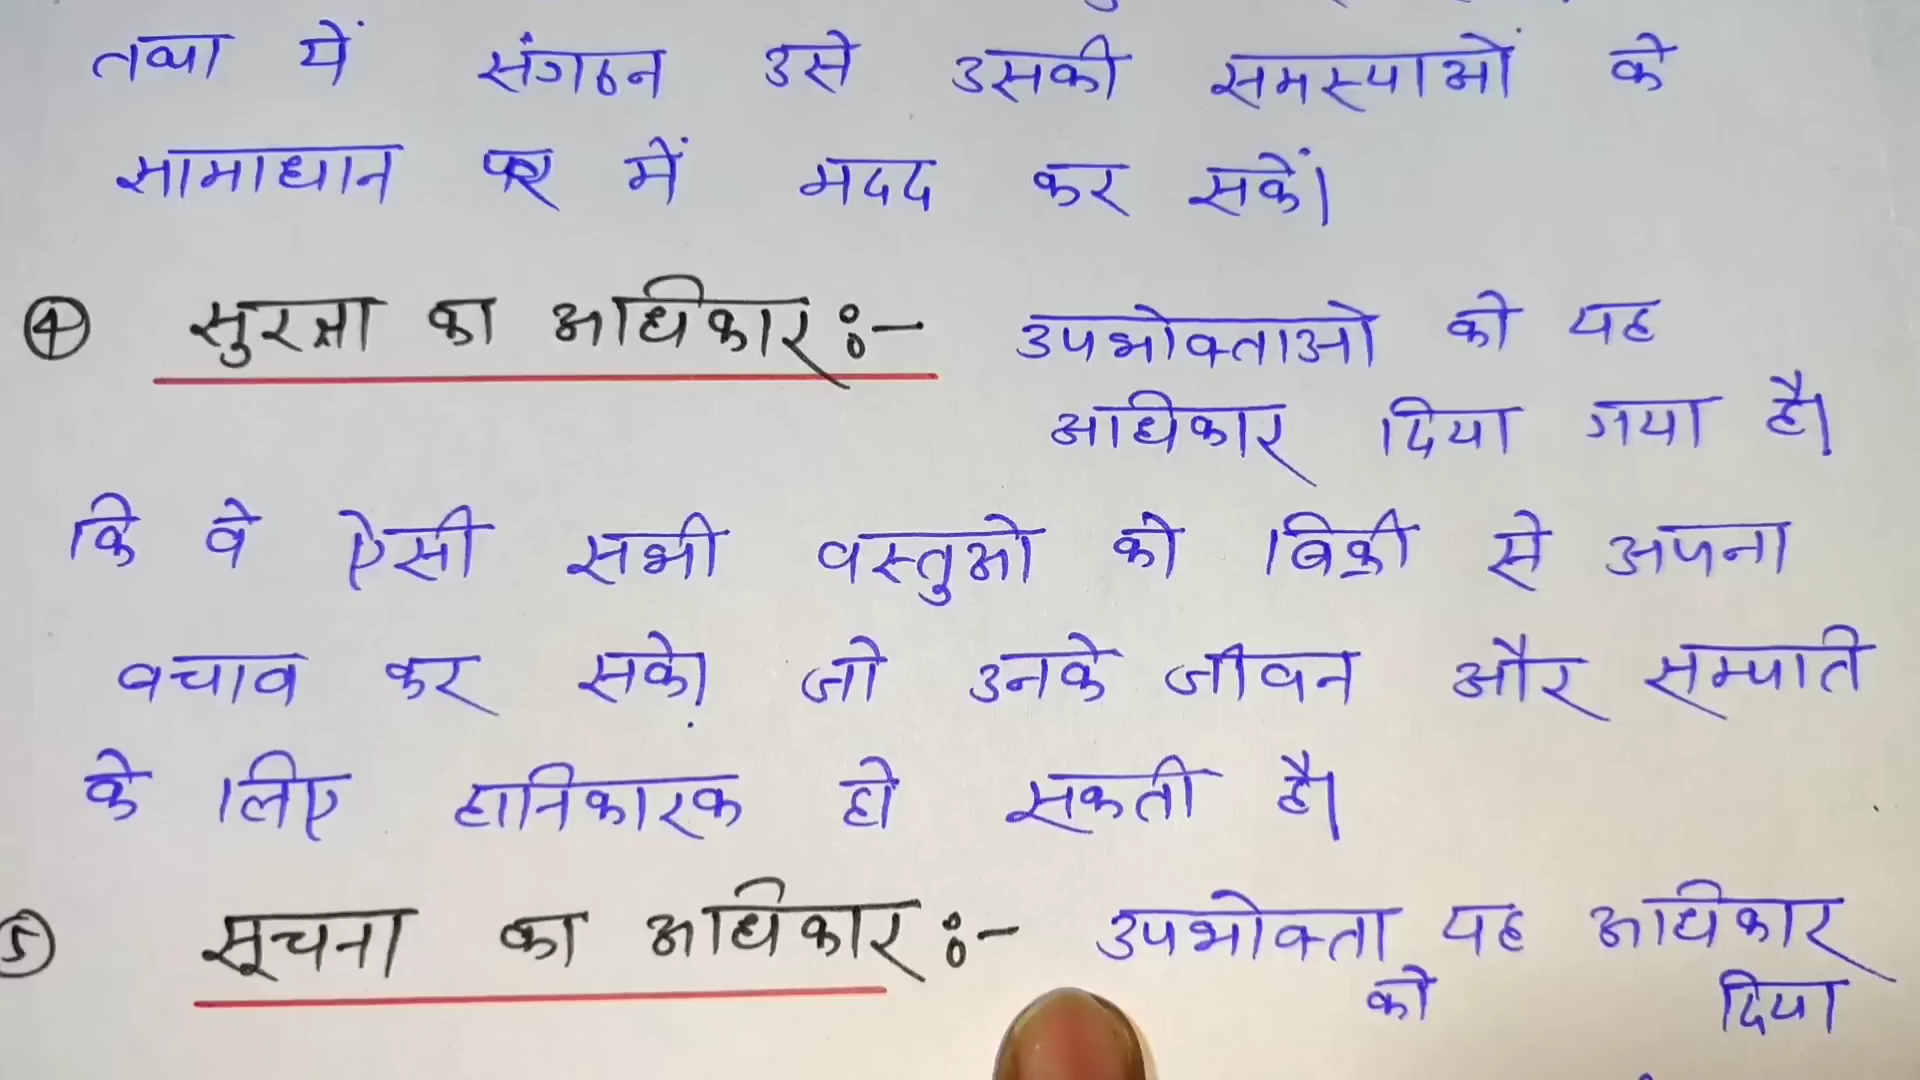 तथा ये संगठन उसे उसकी समस्याओं के
सामाधान पर में मदद कर सकें।
④ सुरक्षा का अधिकार :- उपभोक्ताओ को यह
अधिकार दिया गया है।
कि वे ऐसी सभी वस्तुओ की बिक्री से अपना
बचाव कर सके। जो उनके जीवन और सम्पाति
के लिए हानिकारक हो सकती है।
⑤ सूचना का अधिकार :- उपभोक्ता यह अधिकार
को दिया